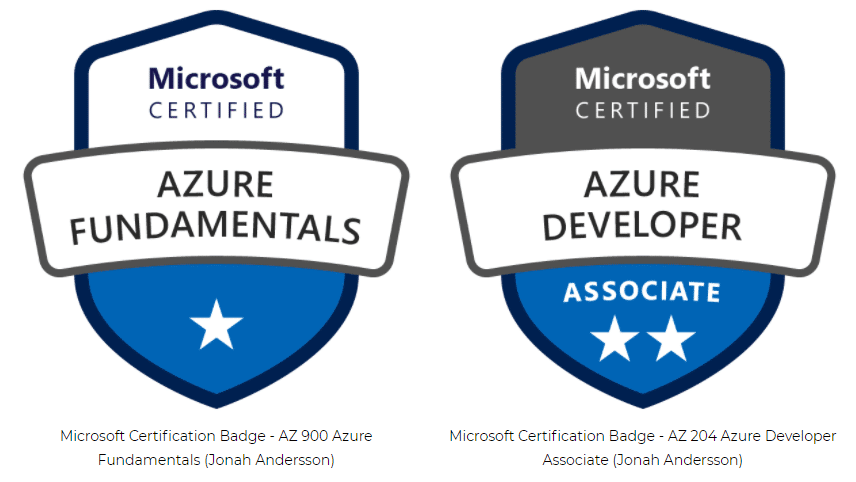 Microsoft
CERTIFIED
AZURE
FUNDAMENTALS
Microsoft Certification Badge - AZ 900 Azure
Fundamentals (Jonah Andersson)
Microsoft
CERTIFIED
AZURE
DEVELOPER
ASSOCIATE
Microsoft Certification Badge - AZ 204 Azure Developer
Associate (Jonah Andersson)